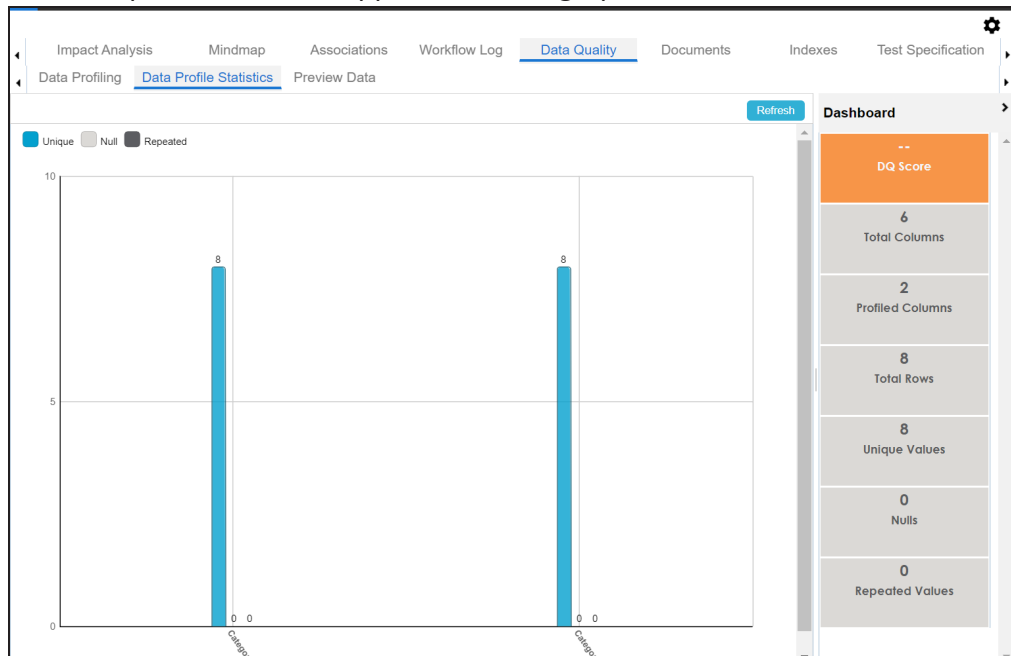 Impact Analysis Mindmap Associations Workflow Log Data Quality Documents Indexes Test Specification
Data Profiling Data Profile Statistics Preview Data
Refresh
Unique Null Repeated
10
8 8
5
0 0 0 0 0
Dashboard
--
DQ Score
6
Total Columns
2
Profiled Columns
8
Total Rows
8
Unique Values
0
Nulls
0
Repeated Values